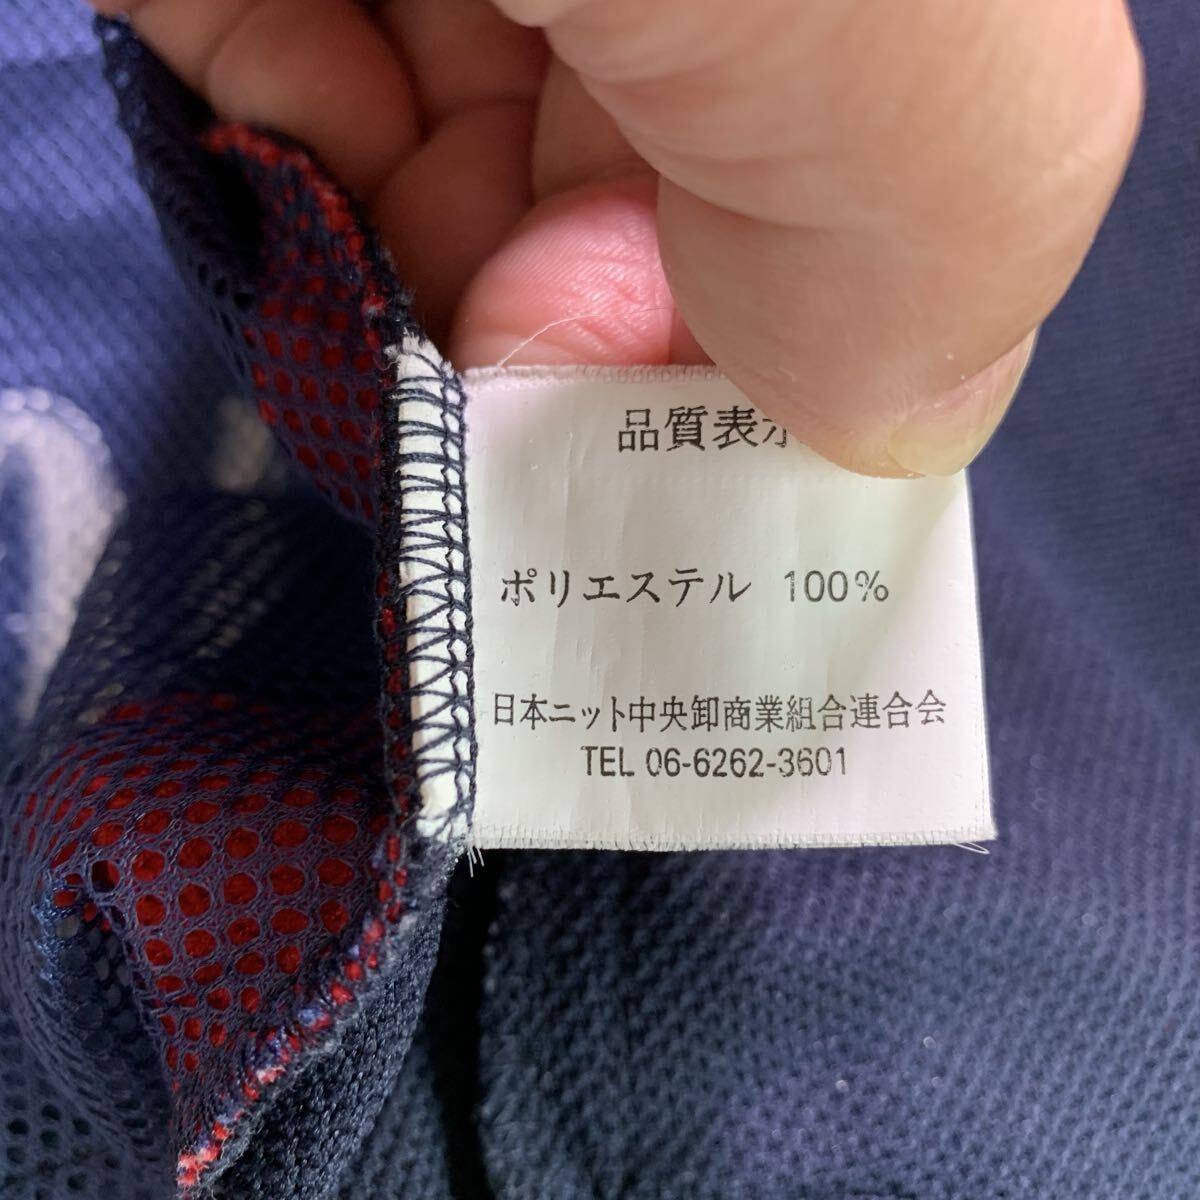 品質表示
ポリエステル 100%
日本ニット中央卸商業組合連合会
TEL 06-6262-3601